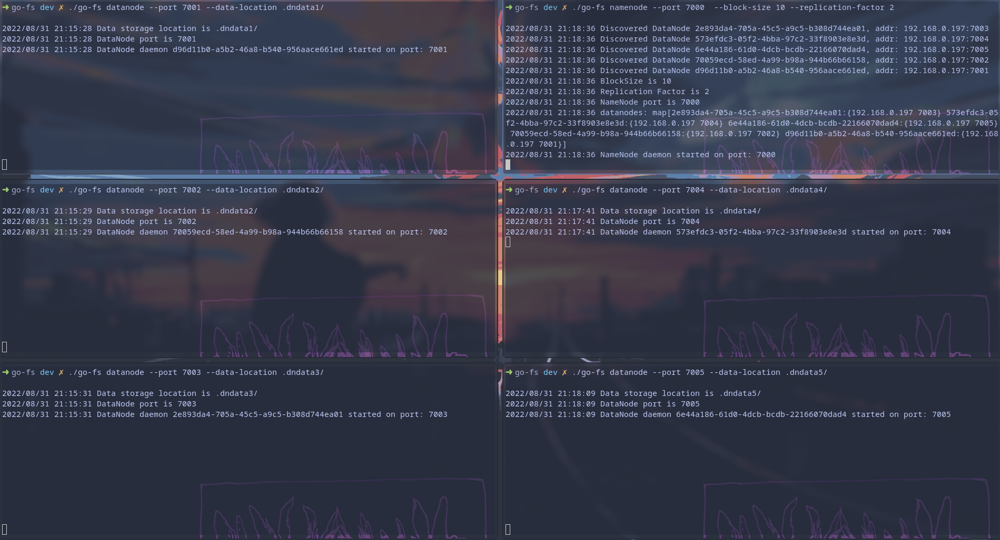 ➜ go-fs dev ✗ ./go-fs datanode --port 7001 --data-location .dndata1/
2022/08/31 21:15:28 Data storage location is .dndata1/
2022/08/31 21:15:28 DataNode port is 7001
2022/08/31 21:15:28 DataNode daemon d96d11b0-a5b2-46a8-b540-956aace661ed started on port: 7001
➜ go-fs dev ✗ ./go-fs namenode --port 7000  --block-size 10 --replication-factor 2
2022/08/31 21:18:36 Discovered DataNode 2e893da4-705a-45c5-a9c5-b308d744ea01, addr: 192.168.0.197:7003
2022/08/31 21:18:36 Discovered DataNode 573efdc3-05f2-4bba-97c2-33f8903e8e3d, addr: 192.168.0.197:7004
2022/08/31 21:18:36 Discovered DataNode 6e44a186-61d0-4dcb-bcdb-22166070dad4, addr: 192.168.0.197:7005
2022/08/31 21:18:36 Discovered DataNode 70059ecd-58ed-4a99-b98a-944b66b66158, addr: 192.168.0.197:7002
2022/08/31 21:18:36 Discovered DataNode d96d11b0-a5b2-46a8-b540-956aace661ed, addr: 192.168.0.197:7001
2022/08/31 21:18:36 BlockSize is 10
2022/08/31 21:18:36 Replication Factor is 2
2022/08/31 21:18:36 NameNode port is 7000
2022/08/31 21:18:36 datanodes: map[2e893da4-705a-45c5-a9c5-b308d744ea01:{192.168.0.197 7003} 573efdc3-05
f2-4bba-97c2-33f8903e8e3d:{192.168.0.197 7004} 6e44a186-61d0-4dcb-bcdb-22166070dad4:{192.168.0.197 7005}
 70059ecd-58ed-4a99-b98a-944b66b66158:{192.168.0.197 7002} d96d11b0-a5b2-46a8-b540-956aace661ed:{192.168
.0.197 7001}]
2022/08/31 21:18:36 NameNode daemon started on port: 7000
➜ go-fs dev ✗ ./go-fs datanode --port 7002 --data-location .dndata2/
2022/08/31 21:15:29 Data storage location is .dndata2/
2022/08/31 21:15:29 DataNode port is 7002
2022/08/31 21:15:29 DataNode daemon 70059ecd-58ed-4a99-b98a-944b66b66158 started on port: 7002
➜ go-fs dev ✗ ./go-fs datanode --port 7004 --data-location .dndata4/
2022/08/31 21:17:41 Data storage location is .dndata4/
2022/08/31 21:17:41 DataNode port is 7004
2022/08/31 21:17:41 DataNode daemon 573efdc3-05f2-4bba-97c2-33f8903e8e3d started on port: 7004
➜ go-fs dev ✗ ./go-fs datanode --port 7003 --data-location .dndata3/
2022/08/31 21:15:31 Data storage location is .dndata3/
2022/08/31 21:15:31 DataNode port is 7003
2022/08/31 21:15:31 DataNode daemon 2e893da4-705a-45c5-a9c5-b308d744ea01 started on port: 7003
➜ go-fs dev ✗ ./go-fs datanode --port 7005 --data-location .dndata5/
2022/08/31 21:18:09 Data storage location is .dndata5/
2022/08/31 21:18:09 DataNode port is 7005
2022/08/31 21:18:09 DataNode daemon 6e44a186-61d0-4dcb-bcdb-22166070dad4 started on port: 7005